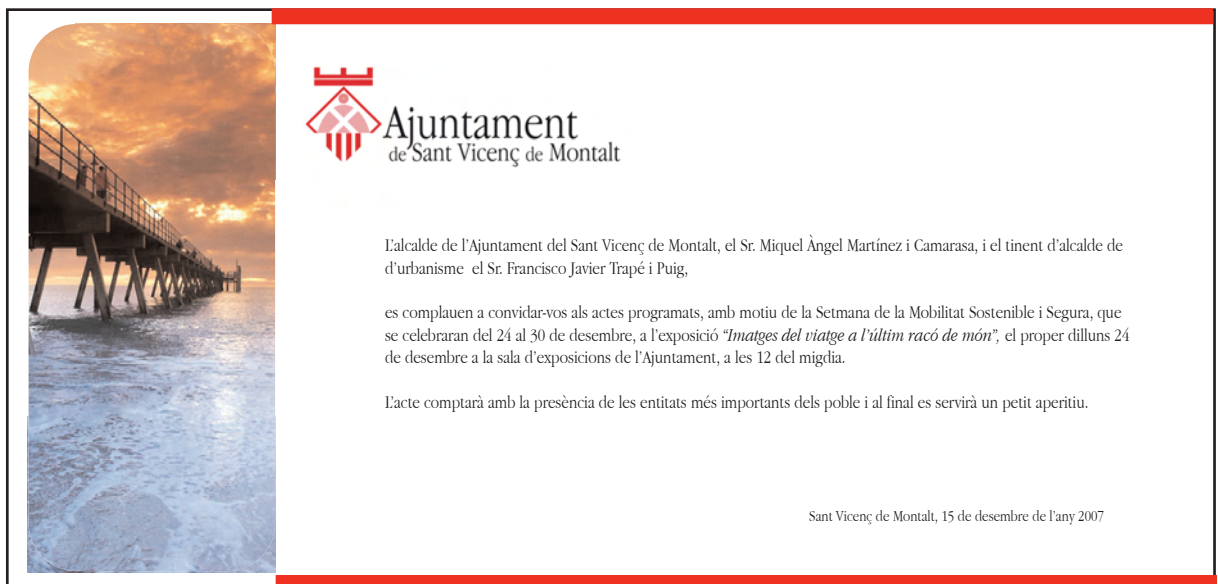 Ajuntament
de Sant Vicenç de Montalt
L'alcalde de l'Ajuntament del Sant Vicenç de Montalt, el Sr. Miquel Àngel Martínez i Camarasa, i el tinent d'alcalde de
d'urbanisme el Sr. Francisco Javier Trapé i Puig,
es complauen a convidar-vos als actes programats, amb motiu de la Setmana de la Mobilitat Sostenible i Segura, que
se celebraran del 24 al 30 de desembre, a l'exposició "Imatges del viatge a l'últim racó de món", el proper dilluns 24
de desembre a la sala d'exposicions de l'Ajuntament, a les 12 del migdia.
L'acte comptarà amb la presència de les entitats més importants dels poble i al final es servirà un petit aperitiu.
Sant Vicenç de Montalt, 15 de desembre de l'any 2007